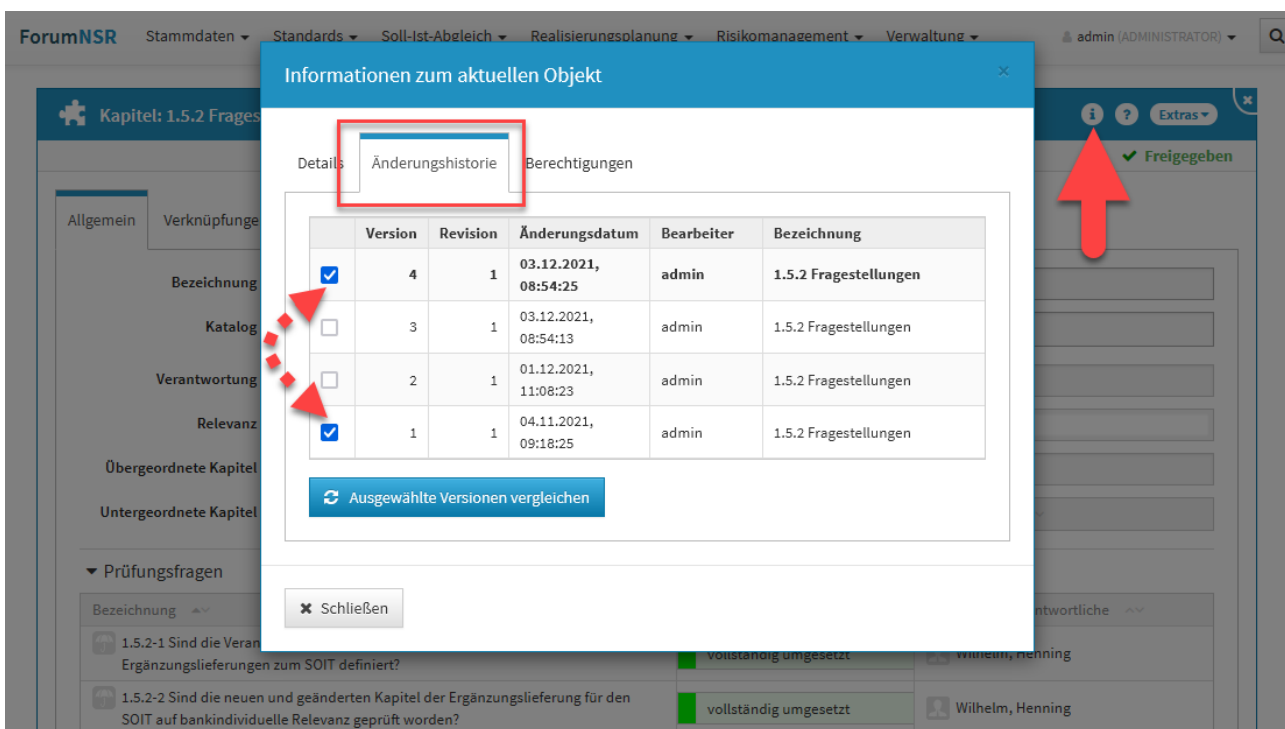 ForumNSR Stammdaten Standards Soll-Ist-Abgleich Realisierungsplanung Risikomanagement Verwaltung admin (ADMINISTRATOR)
Informationen zum aktuellen Objekt
Kapitel: 1.5.2 Frages
i ? Extras
Freigegeben
Details Änderungshistorie Berechtigungen
Allgemein Verknüpfunge
Version Revision Änderungsdatum Bearbeiter Bezeichnung
4 1 03.12.2021, 08:54:25 admin 1.5.2 Fragestellungen
3 1 03.12.2021, 08:54:13 admin 1.5.2 Fragestellungen
2 1 01.12.2021, 11:08:23 admin 1.5.2 Fragestellungen
1 1 04.11.2021, 09:18:25 admin 1.5.2 Fragestellungen
Ausgewählte Versionen vergleichen
Schließen
Bezeichnung
Katalog
Verantwortung
Relevanz
Übergeordnete Kapitel
Untergeordnete Kapitel
Prüfungsfragen
Bezeichnung ntwortliche
1.5.2-1 Sind die Veran
Ergänzungslieferungen zum SOIT definiert?
vollständig umgesetzt Wilhelm, Henning
1.5.2-2 Sind die neuen und geänderten Kapitel der Ergänzungslieferung für den
SOIT auf bankindividuelle Relevanz geprüft worden?
vollständig umgesetzt Wilhelm, Henning